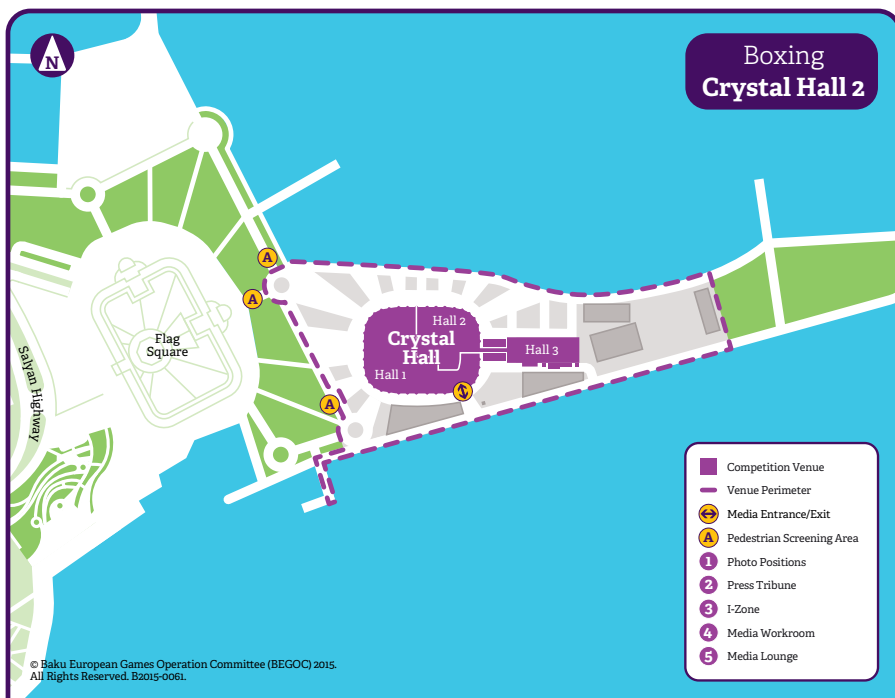 N
Boxing
Crystal Hall 2
A
A
Hall 2
Crystal
Hall
Hall 3
Hall 1
Flag
Square
Salyan Highway
A
Competition Venue
Venue Perimeter
Media Entrance/Exit
A Pedestrian Screening Area
1 Photo Positions
2 Press Tribune
3 I-Zone
4 Media Workroom
5 Media Lounge
© Baku European Games Operation Committee (BEGOC) 2015.
All Rights Reserved. B2015-0061.